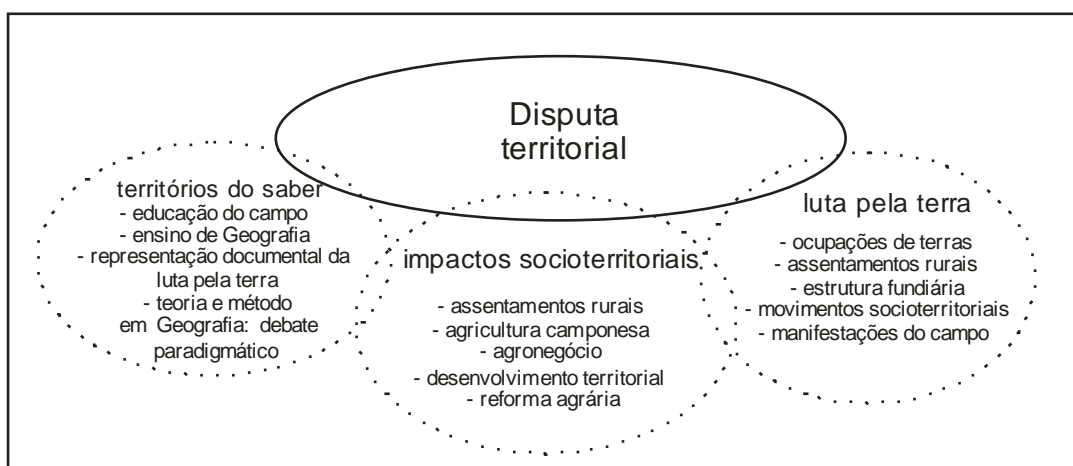 Disputa
territorial
territórios do saber
- educação do campo
- ensino de Geografia
- representação documental da
luta pela terra
- teoria e método
em Geografia: debate
paradigmático
impactos socioterritoriais
- assentamentos rurais
- agricultura camponesa
- agronegócio
- desenvolvimento territorial
- reforma agrária
luta pela terra
- ocupações de terras
- assentamentos rurais
- estrutura fundiária
- movimentos socioterritoriais
- manifestações do campo